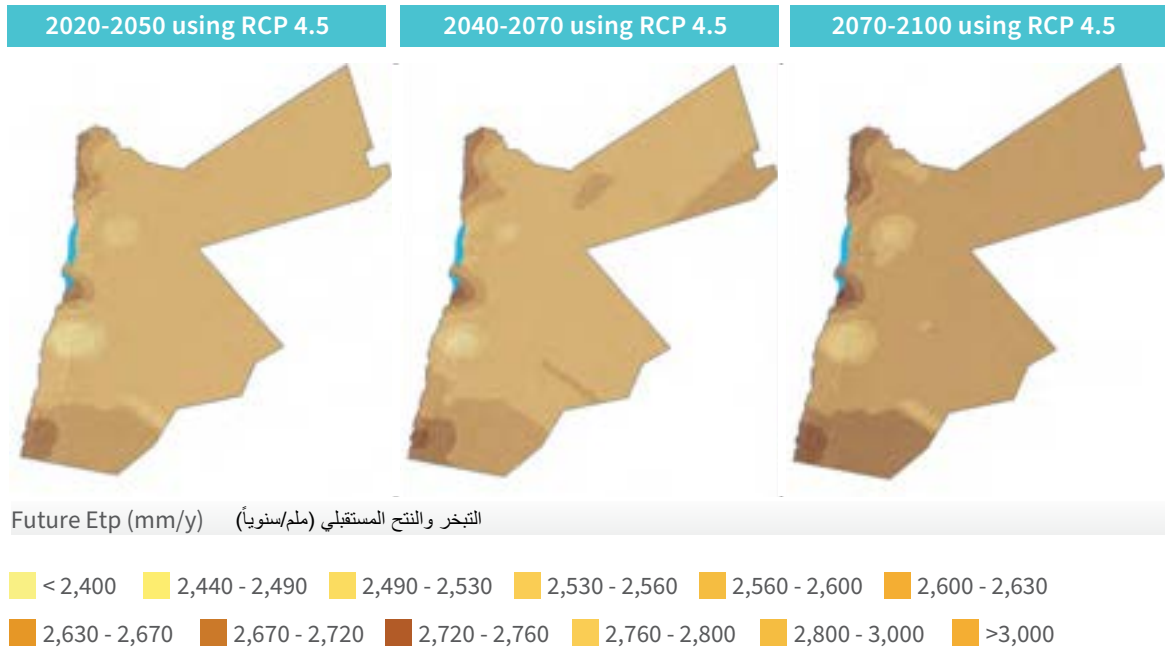 2020-2050 using RCP 4.5
2040-2070 using RCP 4.5
2070-2100 using RCP 4.5
Future Etp (mm/y) التبخر والنتح المستقبلي (ملم/سنوياً)
< 2,400 2,440 - 2,490 2,490 - 2,530 2,530 - 2,560 2,560 - 2,600 2,600 - 2,630
2,630 - 2,670 2,670 - 2,720 2,720 - 2,760 2,760 - 2,800 2,800 - 3,000 >3,000